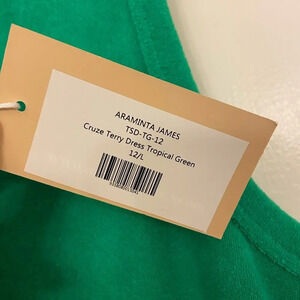 ARAMINTA JAMES
TSD-TG-12
Cruze Terry Dress Tropical Green
12/L